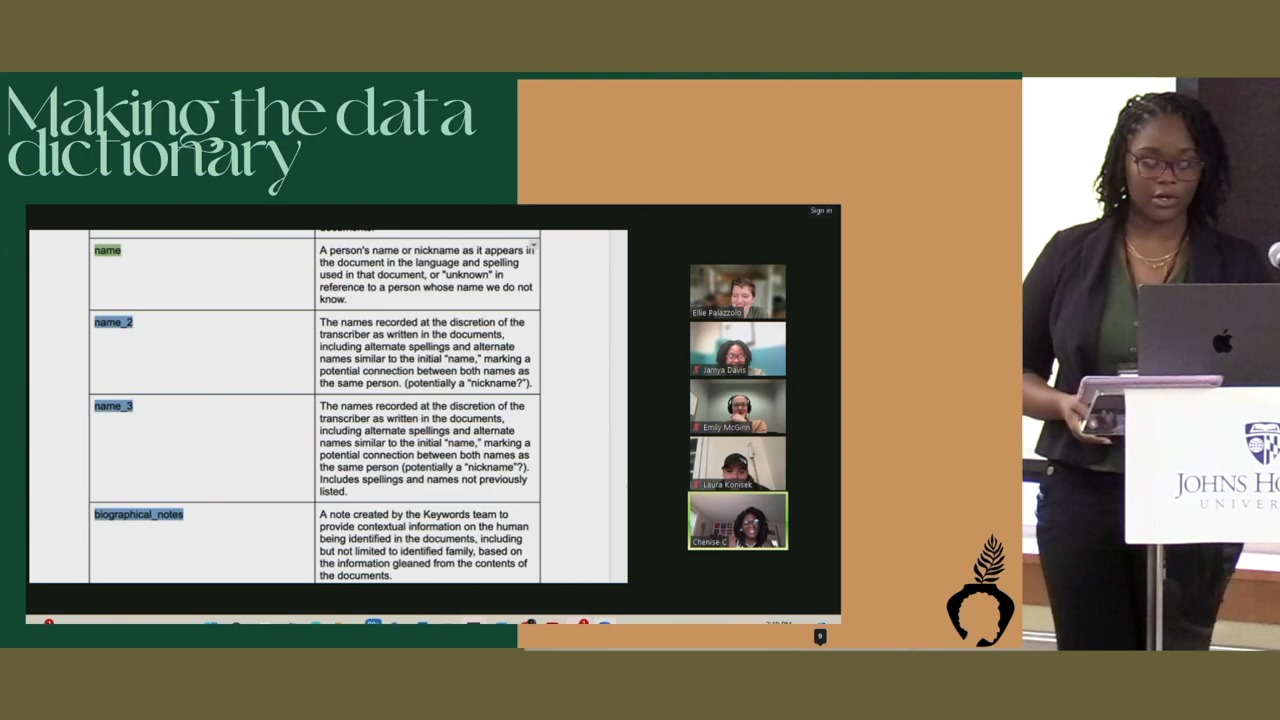 Making the data
dictionary
Sign in
name
A person's name or nickname as it appears in
the document in the language and spelling
used in that document, or "unknown" in
reference to a person whose name we do not
know.
name_2
The names recorded at the discretion of the
transcriber as written in the documents,
including alternate spellings and alternate
names similar to the initial “name,” marking a
potential connection between both names as
the same person. (potentially a “nickname?”).
name_3
The names recorded at the discretion of the
transcriber as written in the documents,
including alternate spellings and alternate
names similar to the initial “name,” marking a
potential connection between both names as
the same person (potentially a “nickname”?).
Includes spellings and names not previously
listed.
biographical_notes
A note created by the Keywords team to
provide contextual information on the human
being identified in the documents, including
but not limited to identified family, based on
the information gleaned from the contents of
the documents.
Ellie Palazzolo
Jamya Davis
Emily McGinn
Laura Konisek
Chenise C
9
JOHNS HO
UNIVER